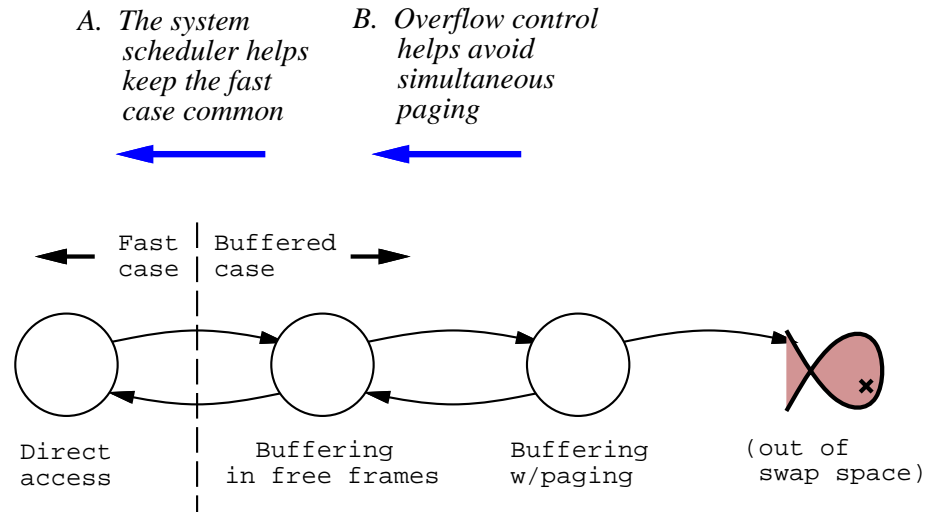 A. The system
scheduler helps
keep the fast
case common
B. Overflow control
helps avoid
simultaneous
paging
Fast
case
Buffered
case
Direct
access
Buffering
in free frames
Buffering
w/paging
(out of
swap space)